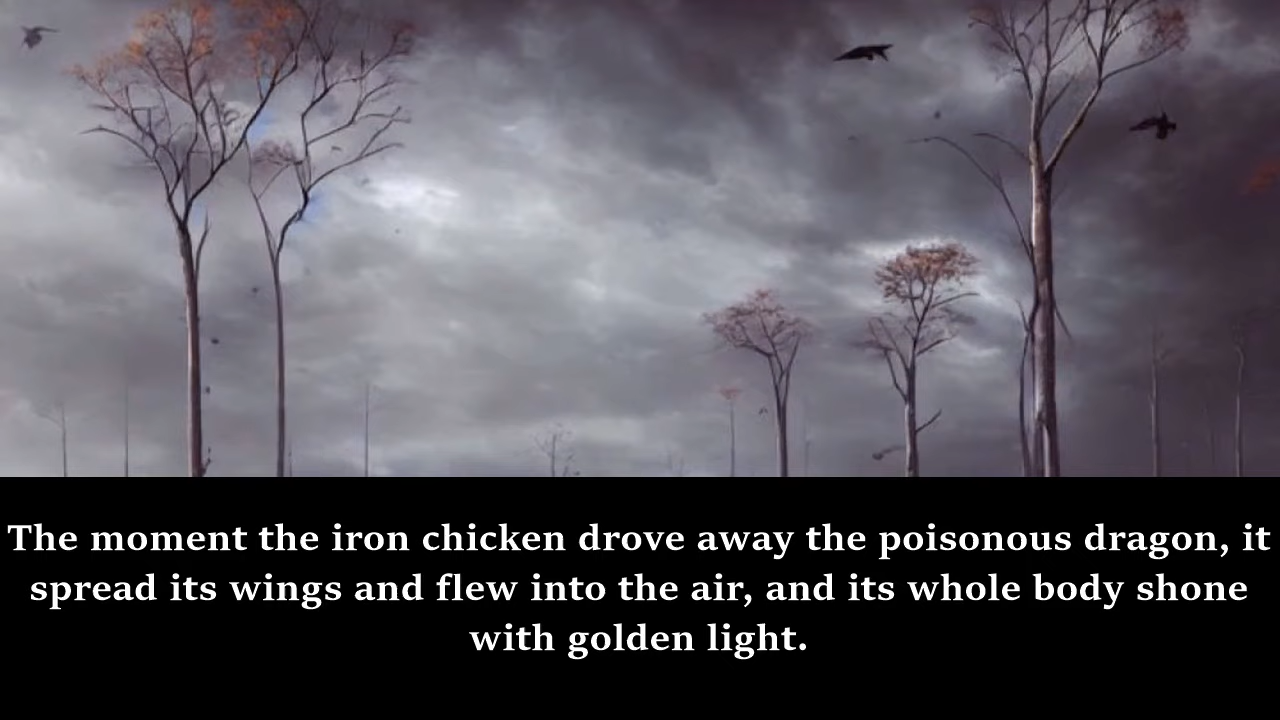 The moment the iron chicken drove away the poisonous dragon, it
spread its wings and flew into the air, and its whole body shone
with golden light.